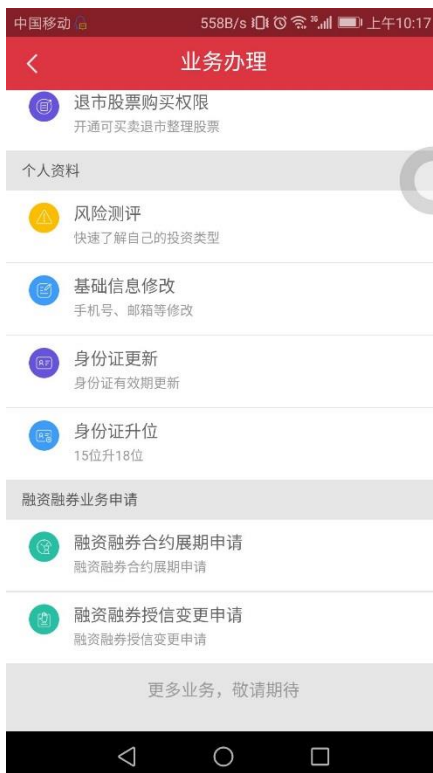 中国移动 558B/s 上午10:17
业务办理
退市股票购买权限
开通可买卖退市整理股票
个人资料
风险测评
快速了解自己的投资类型
基础信息修改
手机号、邮箱等修改
身份证更新
身份证有效期更新
身份证升位
15位升18位
融资融券业务申请
融资融券合约展期申请
融资融券合约展期申请
融资融券授信变更申请
融资融券授信变更申请
更多业务，敬请期待